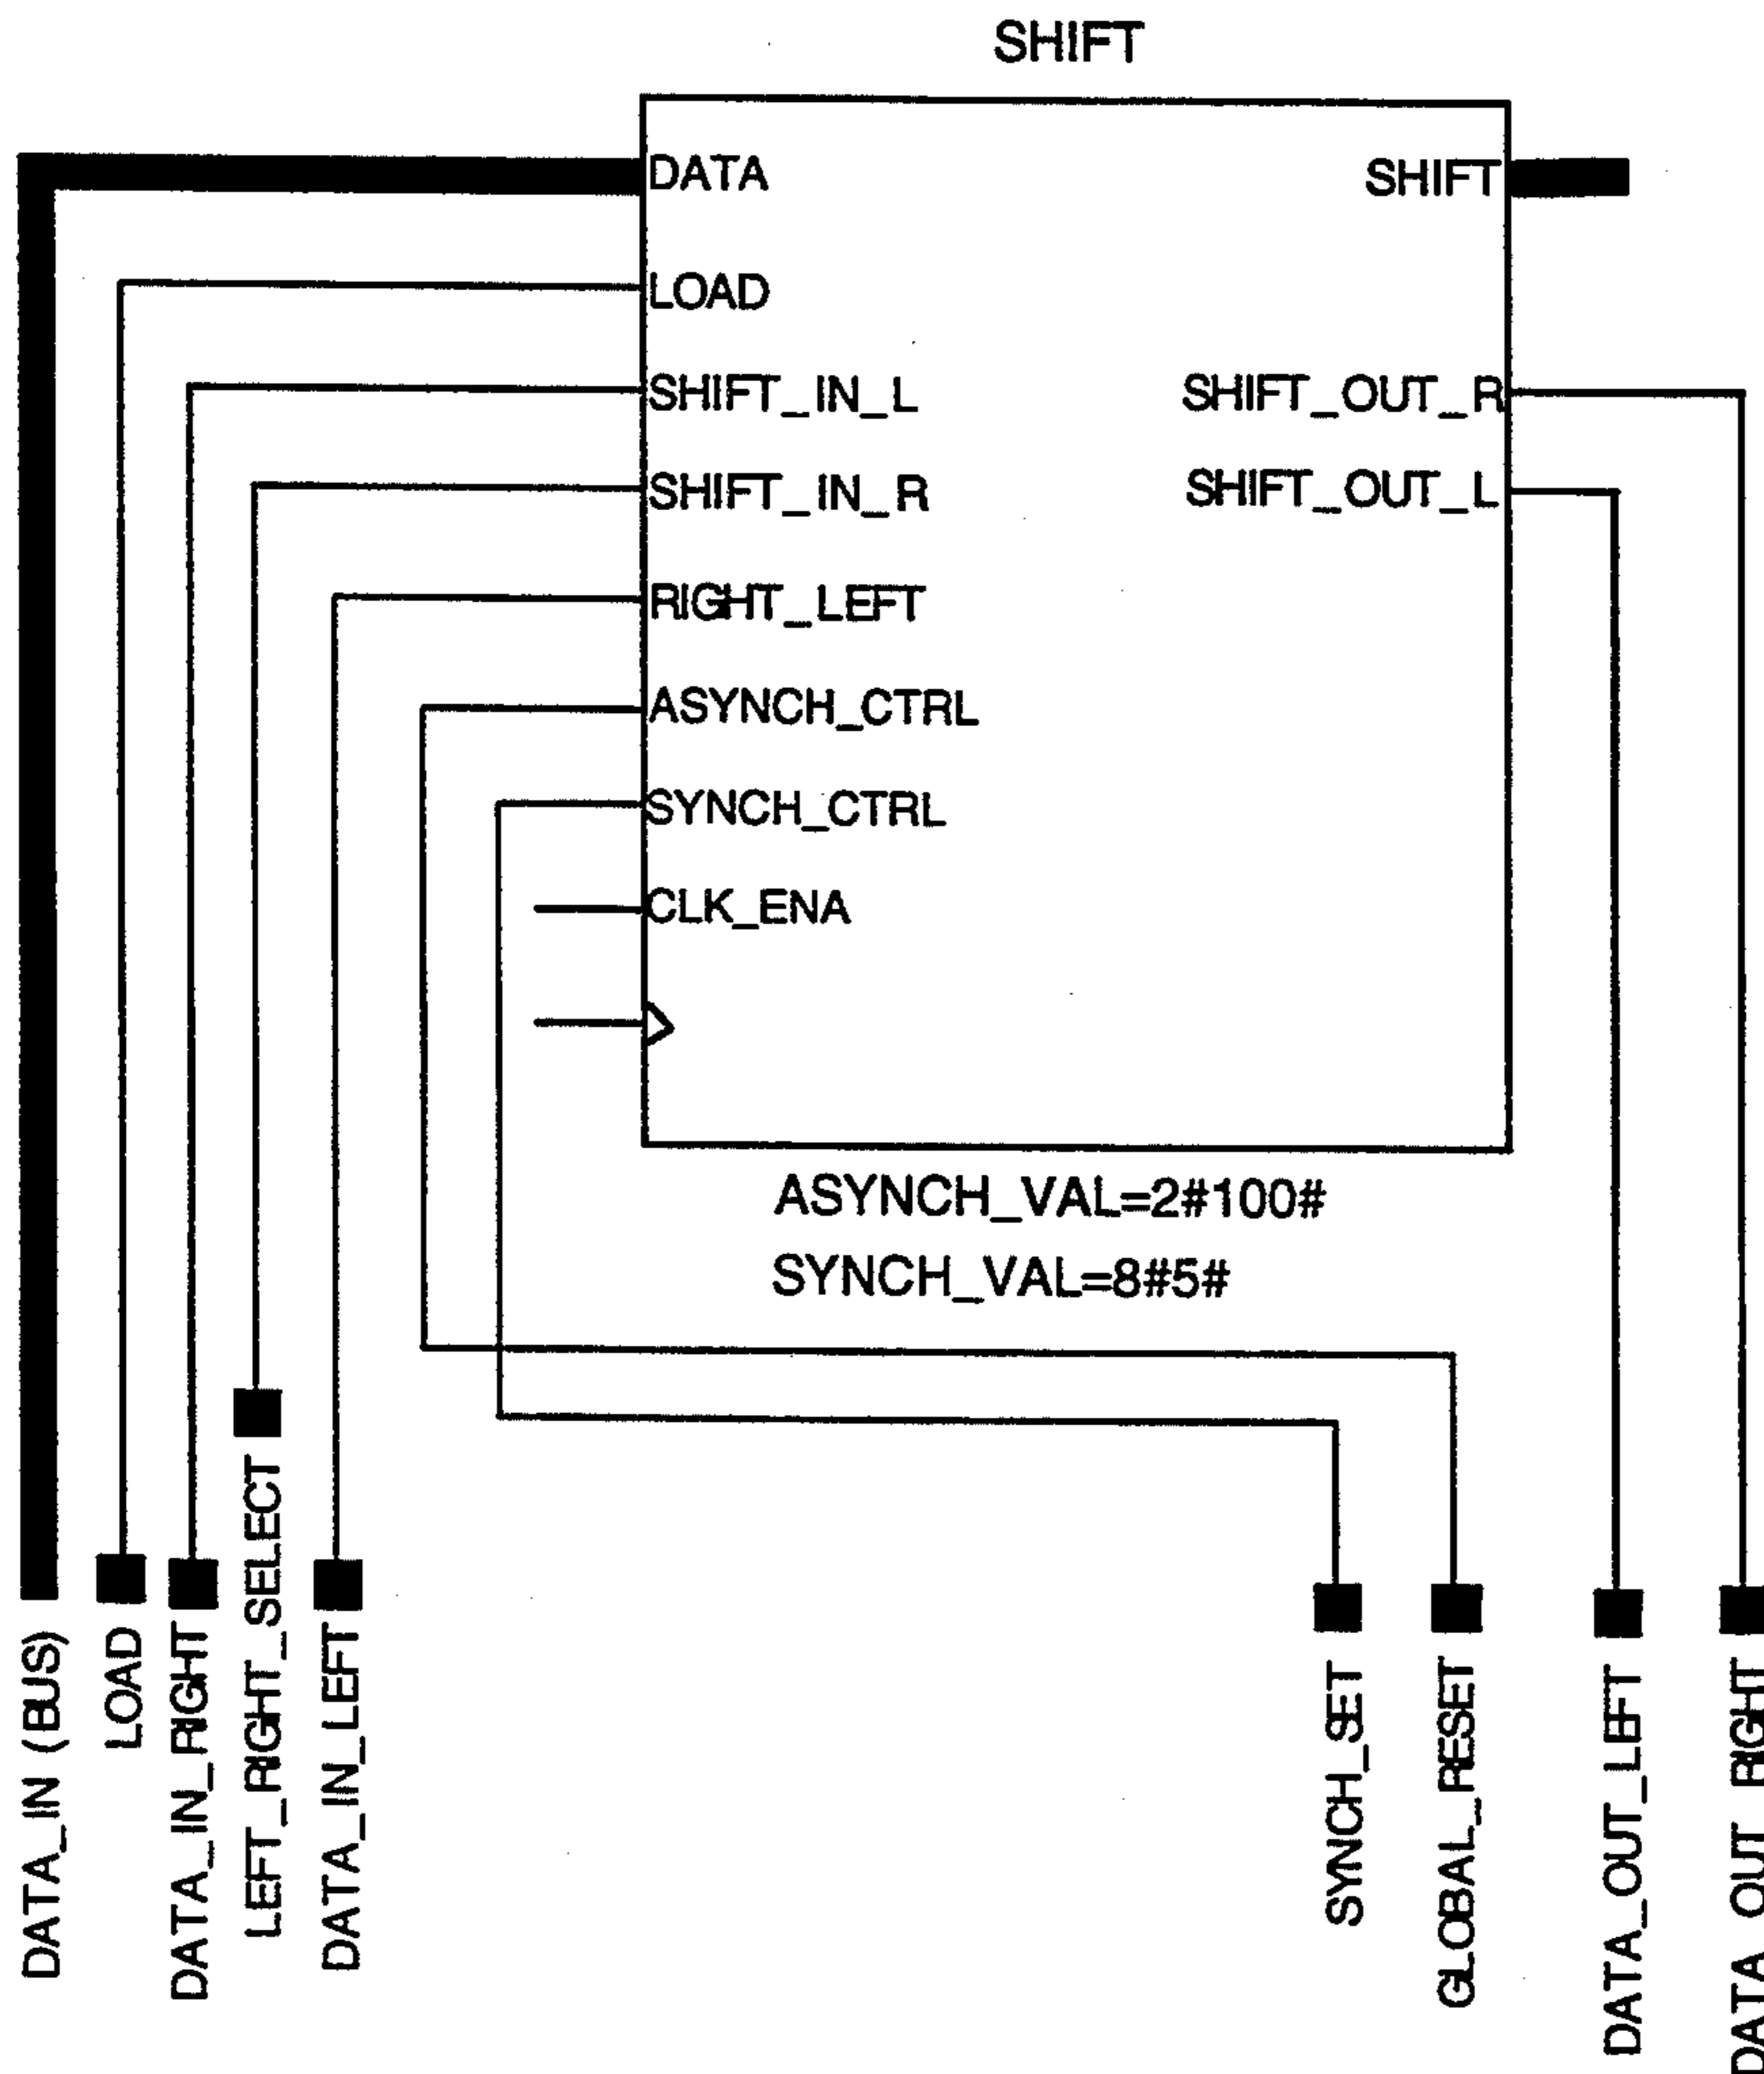 SHIFT
DATA
SHIFT
LOAD
SHIFT_IN_L
SHIFT_OUT_R
SHIFT_IN_R
SHIFT_OUT_L
RIGHT_LEFT
ASYNCH_CTRL
SYNCH_CTRL
CLK_ENA
ASYNCH_VAL=2#100#
SYNCH_VAL=8#5#
DATA_IN (BUS)
LOAD
DATA_IN_RIGHT
LEFT_RIGHT_SELECT
DATA_IN_LEFT
SYNCH_SET
GLOBAL_RESET
DATA_OUT_LEFT
DATA_OUT_RIGHT